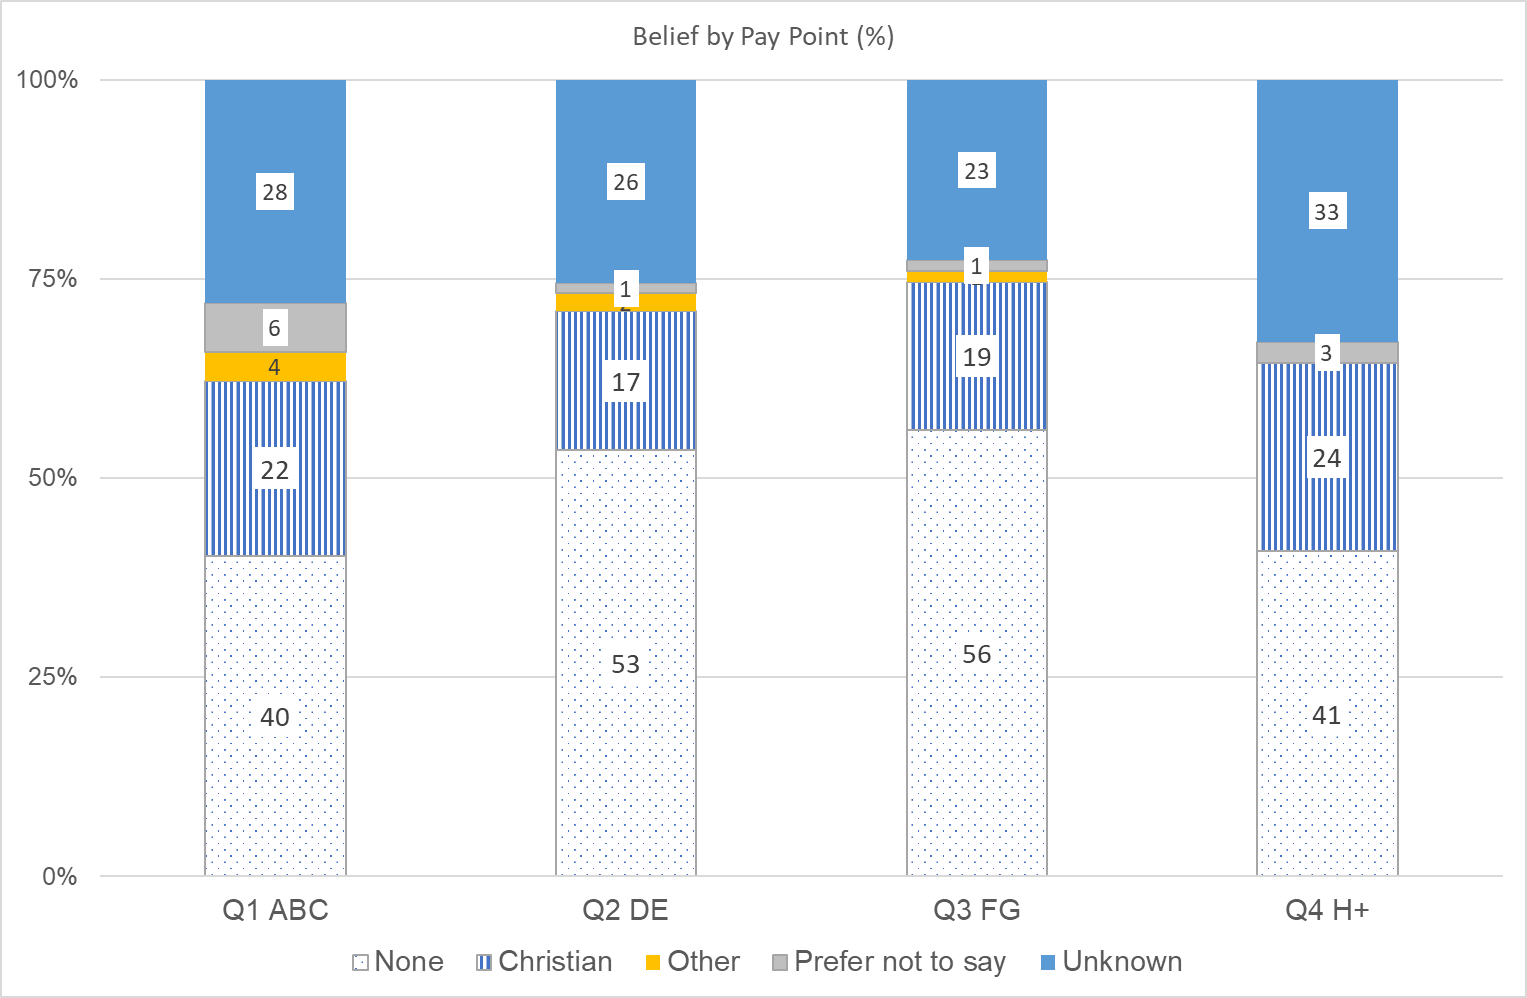 Belief by Pay Point (%)
100%
75%
50%
25%
0%
28
6
4
22
40
26
1
2
17
53
23
1
19
56
33
3
24
41
Q1 ABC
Q2 DE
Q3 FG
Q4 H+
None
Christian
Other
Prefer not to say
Unknown